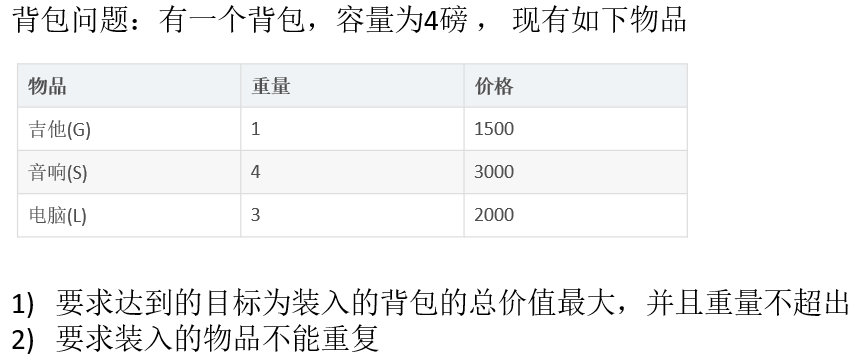 背包问题：有一个背包，容量为4磅 ， 现有如下物品
物品 重量 价格
吉他(G) 1 1500
音响(S) 4 3000
电脑(L) 3 2000
1) 要求达到的目标为装入的背包的总价值最大，并且重量不超出
2) 要求装入的物品不能重复